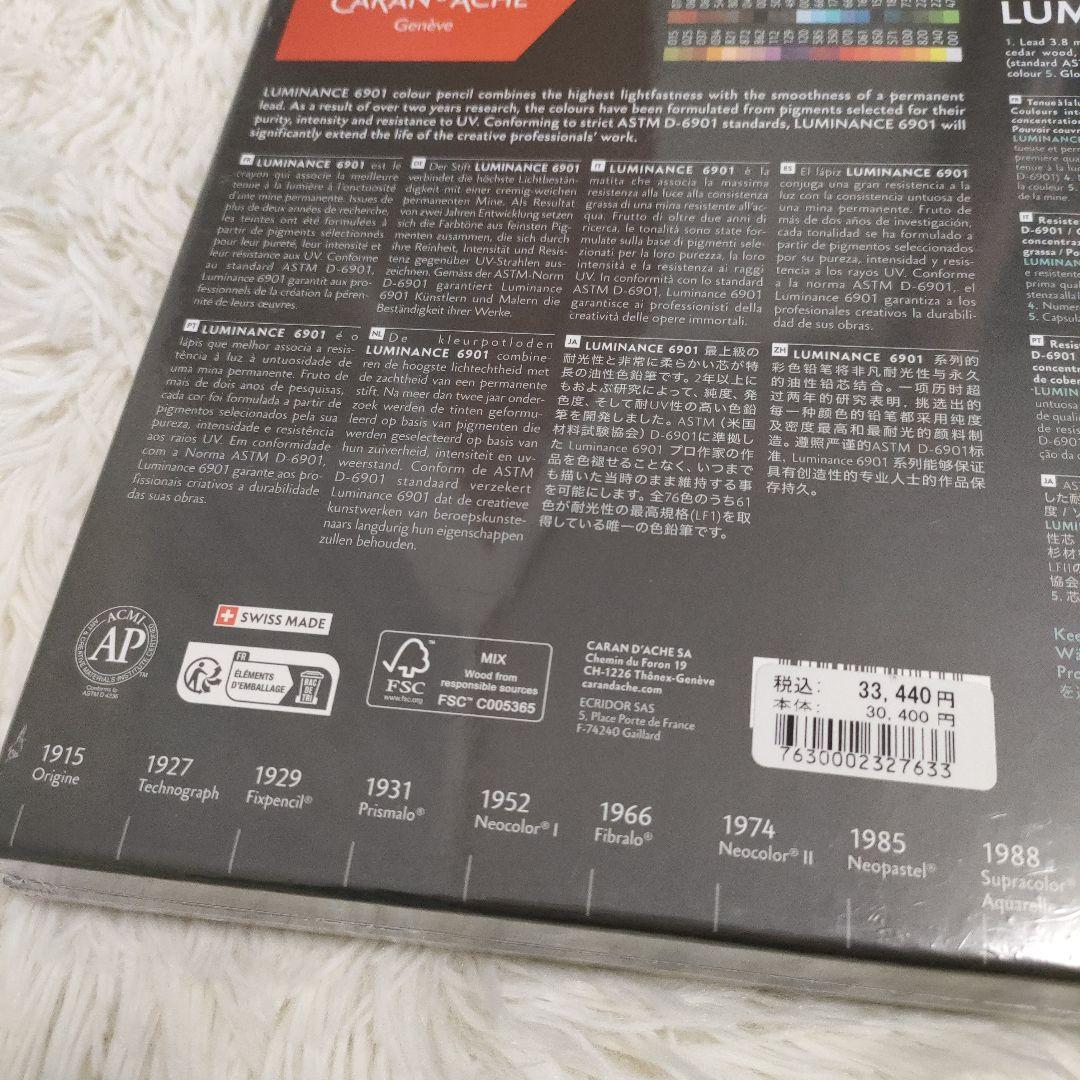 CARAN D'ACHE
Genève
LUMINANCE 6901 colour pencil combines the highest lightfastness with the smoothness of a permanent
lead. As a result of over two years research, the colours have been formulated from pigments selected for their
purity, intensity and resistance to UV. Conforming to strict ASTM D-6901 standards, LUMINANCE 6901 will
significantly extend the life of the creative professionals' work.
FR LUMINANCE 6901 est le
crayon qui associe la meilleure
tenue à la lumière à l'onctuosité
d'une mine permanente. Issues de
plus de deux années de recherche,
les teintes ont été formulées à
partir de pigments sélectionnés
pour leur pureté, leur intensité et
leur résistance aux UV. Conforme
au standard ASTM D-6901,
Luminance 6901 garantit aux pro-
fessionnels de la création la péren-
nité de leurs œuvres.
DE Der Stift LUMINANCE 6901
verbindet die höchste Lichtbestän-
digkeit mit einer cremig-weichen
permanenten Mine. Als Resultat
von zwei Jahren Entwicklung setzen
sich die Farbtöne aus feinsten Pig-
menten zusammen, die sich durch
ihre Reinheit, Intensität und Resis-
tenz gegenüber UV-Strahlen aus-
zeichnen. Gemäss der ASTM-Norm
D-6901 garantiert Luminance
6901 Künstlern und Malern die
Beständigkeit ihrer Werke.
IT LUMINANCE 6901 è la
matita che associa la massima
resistenza alla luce alla consistenza
grassa di una mina resistente all'ac-
qua. Frutto di oltre due anni di
ricerca, le tonalità sono state for-
mulate sulla base di pigmenti sele-
zionati per la loro purezza, la loro
intensità e la resistenza ai raggi
UV. In conformità con lo standard
ASTM D-6901, Luminance 6901
garantisce ai professionisti della
creatività delle opere immortali.
ES El lápiz LUMINANCE 6901
conjuga una gran resistencia a la
luz con la consistencia untuosa de
una mina permanente. Fruto de
más de dos años de investigación,
cada tonalidad se ha formulado a
partir de pigmentos seleccionados
por su pureza, intensidad y resis-
tencia a los rayos UV. Conforme
a la norma ASTM D-6901, el
Luminance 6901 garantiza a los
profesionales creativos la durabili-
dad de sus obras.
PT LUMINANCE 6901 é o
lápis que melhor associa a resis-
tência à luz à untuosidade de
uma mina permanente. Fruto de
mais de dois anos de pesquisas,
cada cor foi formulada a partir de
pigmentos selecionados pela sua
pureza, intensidade e resistência
aos raios UV. Em conformidade
com a Norma ASTM D-6901,
Luminance 6901 garante aos pro-
fissionais criativos a durabilidade
das suas obras.
NL De kleurpotloden
LUMINANCE 6901 combine-
ren de hoogste lichtechtheid met
de zachtheid van een permanente
stift. Na meer dan twee jaar onder-
zoek werden de tinten geformu-
leerd op basis van pigmenten die
werden geselecteerd op basis van
hun zuiverheid, intensiteit en uv-
weerstand. Conform de ASTM
D-6901 standaard verzekert
Luminance 6901 dat de creatieve
kunstwerken van beroepskunste-
naars langdurig hun eigenschappen
zullen behouden.
JA LUMINANCE 6901 最上級の
耐光性と非常に柔らかい芯が特
長の油性色鉛筆です。2年以上に
もおよぶ研究によって、純度、発
色度、そして耐UV性の高い色鉛
筆を開発しました。ASTM (米国
材料試験協会) D-6901に準拠し
た Luminance 6901 プロ作家の作
品を色褪せることなく、いつまで
も描いた当時のまま維持する事
を可能にします。全76色のうち61
色が耐光性の最高規格(LF1)を取
得している唯一の色鉛筆です。
ZH LUMINANCE 6901 系列的
彩色铅笔将非凡耐光性与永久
的油性铅芯结合。一项历时超
过两年的研究表明，挑选出的
每一种颜色的铅笔都采用纯度
及密度最高和最耐光的颜料制
造。遵照严谨的ASTM D-6901标
准，Luminance 6901 系列能够保证
具有创造性的专业人士的作品保
存持久。
LUM
1. Lead 3.8 m
cedar wood,
(standard AS
colour 5. Glo
ACMI
AP
ART & CREATIVE MATERIALS INSTITUTE CERTIFIED
Conforms to
ASTM D 4236
SWISS MADE
FR
ÉLÉMENTS
D'EMBALLAGE
BAC
DE
TRI
FSC
www.fsc.org
MIX
Wood from
responsible sources
FSC™ C005365
CARAN D'ACHE SA
Chemin du Foron 19
CH-1226 Thônex-Genève
carandache.com
ECRIDOR SAS
5, Place Porte de France
F-74240 Gaillard
税込: 33,440円
本体: 30,400 円
7630002327633
1915
Origine
1927
Technograph
1929
Fixpencil®
1931
Prismalo®
1952
Neocolor® I
1966
Fibralo®
1974
Neocolor® II
1985
Neopastel®
1988
Supracolor®
Aquarelle